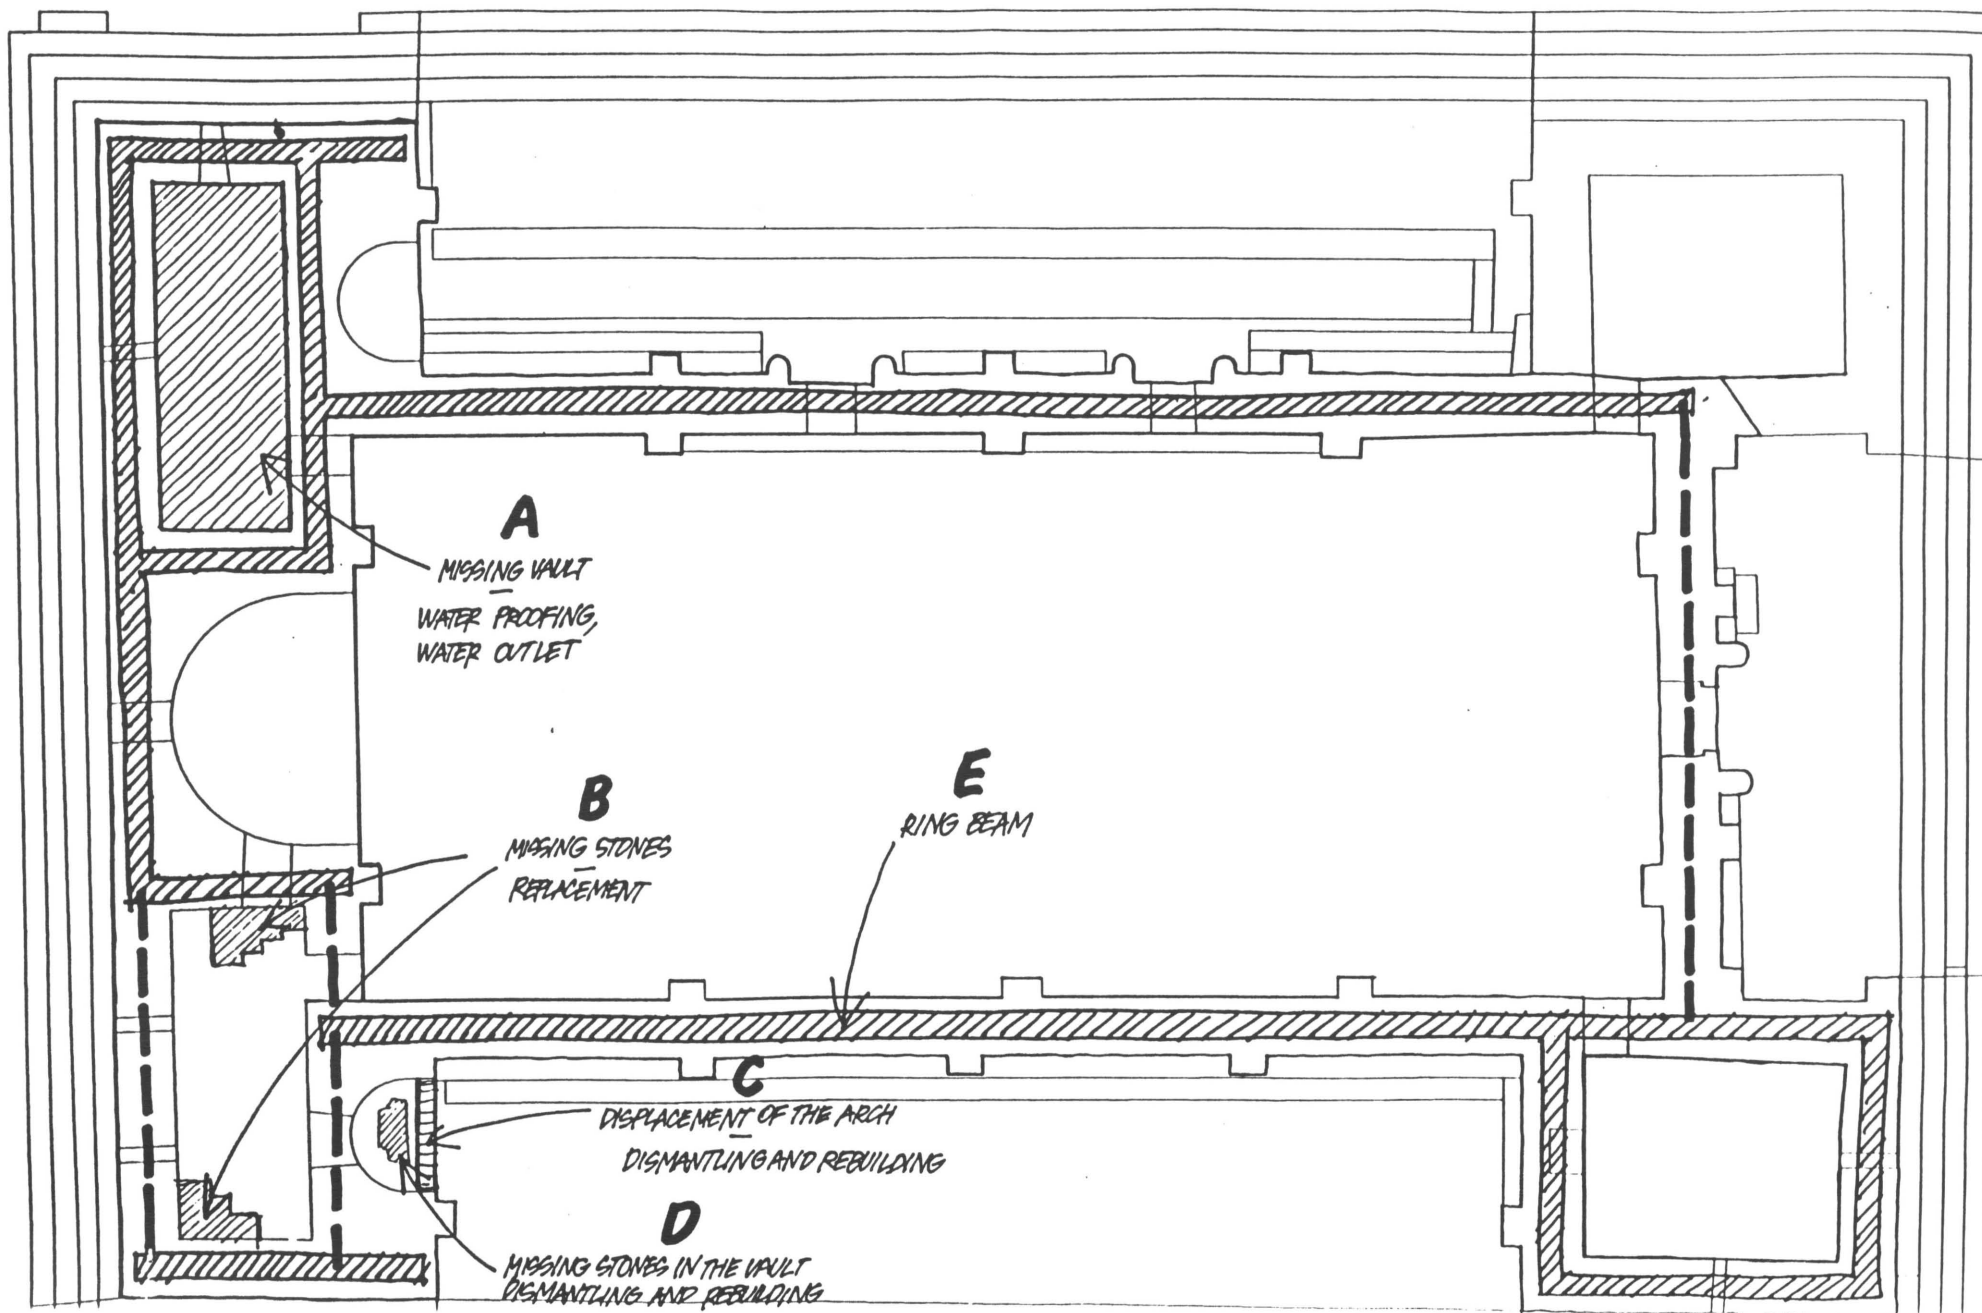 A
MISSING VAULT
—
WATER PROOFING,
WATER OUTLET
B
MISSING STONES
—
REPLACEMENT
E
RING BEAM
C
DISPLACEMENT OF THE ARCH
—
DISMANTLING AND REBUILDING
D
MISSING STONES IN THE VAULT
DISMANTLING AND REBUILDING